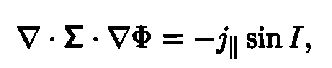 ∇ · Σ · ∇Φ = −j∥ sin I,